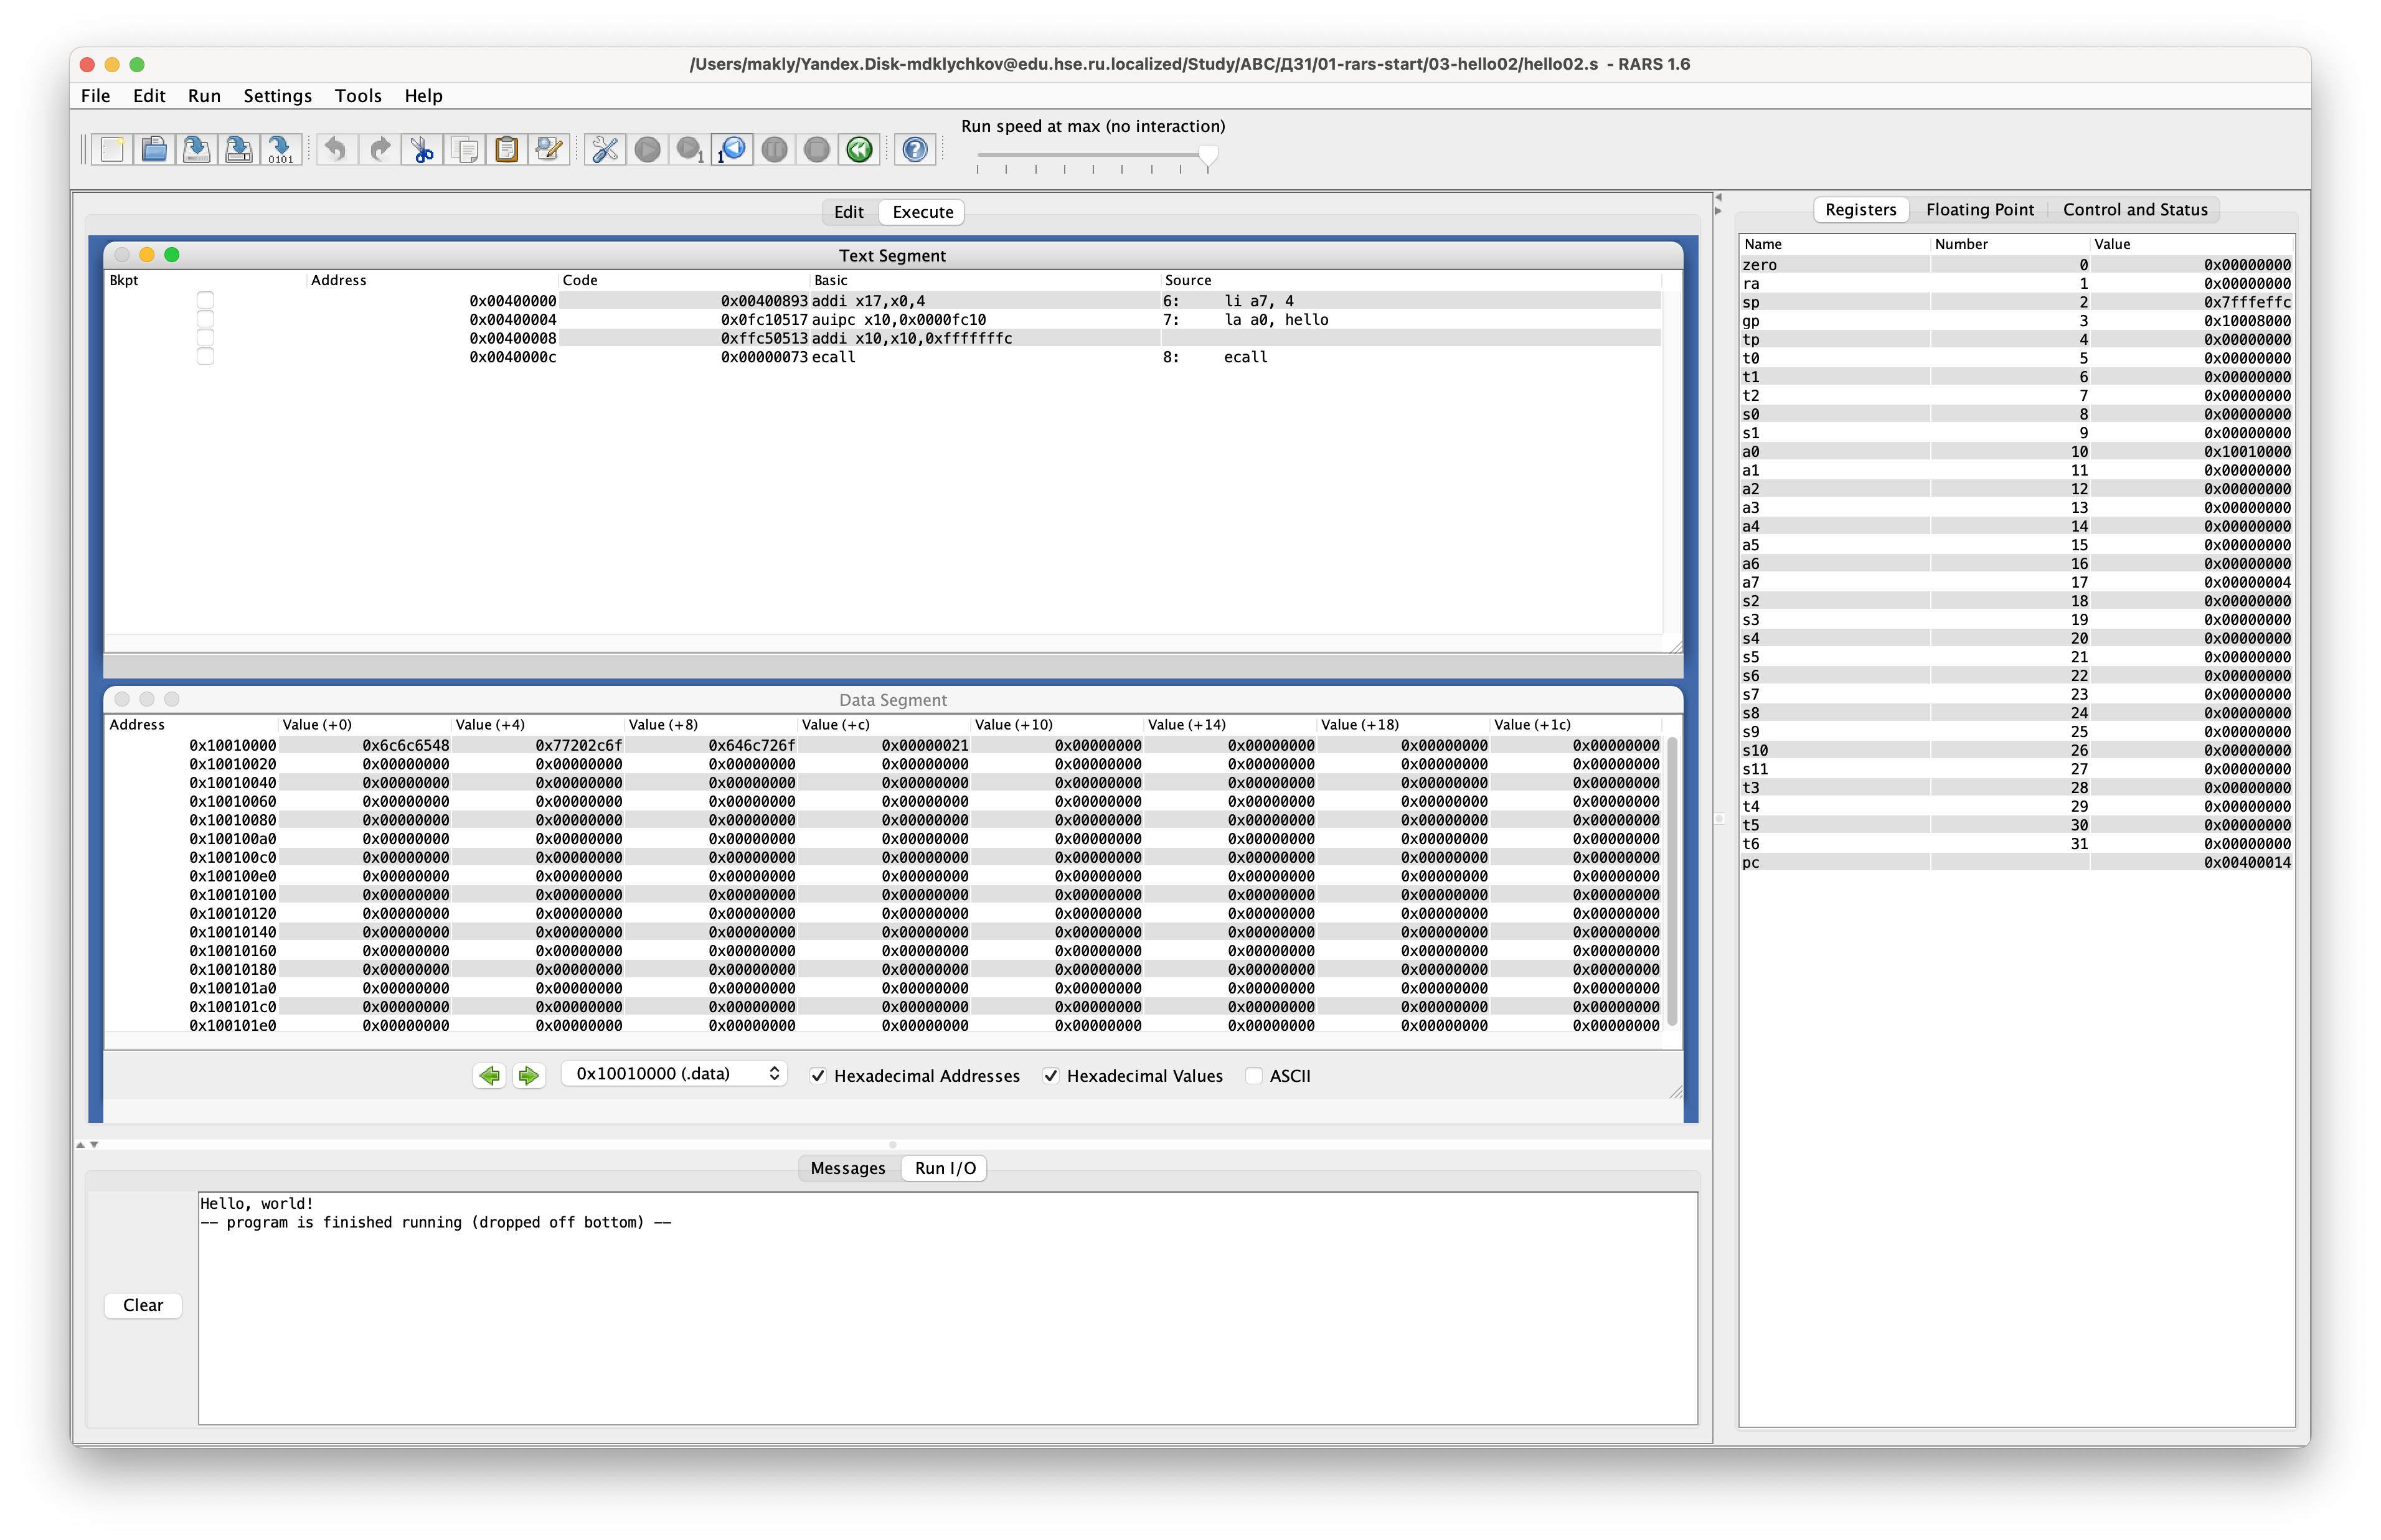 /Users/makly/Yandex.Disk-mdklychkov@edu.hse.ru.localized/Study/АВС/ДЗ1/01-rars-start/03-hello02/hello02.s - RARS 1.6
File Edit Run Settings Tools Help
Run speed at max (no interaction)
0101
1
1
Edit Execute
Text Segment
Bkpt Address Code Basic Source
0x00400000 0x00400893 addi x17,x0,4 6: li a7, 4
0x00400004 0x0fc10517 auipc x10,0x0000fc10 7: la a0, hello
0x00400008 0xffc50513 addi x10,x10,0xfffffffc
0x0040000c 0x00000073 ecall 8: ecall
Data Segment
Address Value (+0) Value (+4) Value (+8) Value (+c) Value (+10) Value (+14) Value (+18) Value (+1c)
0x10010000 0x6c6c6548 0x77202c6f 0x646c726f 0x00000021 0x00000000 0x00000000 0x00000000 0x00000000
0x10010020 0x00000000 0x00000000 0x00000000 0x00000000 0x00000000 0x00000000 0x00000000 0x00000000
0x10010040 0x00000000 0x00000000 0x00000000 0x00000000 0x00000000 0x00000000 0x00000000 0x00000000
0x10010060 0x00000000 0x00000000 0x00000000 0x00000000 0x00000000 0x00000000 0x00000000 0x00000000
0x10010080 0x00000000 0x00000000 0x00000000 0x00000000 0x00000000 0x00000000 0x00000000 0x00000000
0x100100a0 0x00000000 0x00000000 0x00000000 0x00000000 0x00000000 0x00000000 0x00000000 0x00000000
0x100100c0 0x00000000 0x00000000 0x00000000 0x00000000 0x00000000 0x00000000 0x00000000 0x00000000
0x100100e0 0x00000000 0x00000000 0x00000000 0x00000000 0x00000000 0x00000000 0x00000000 0x00000000
0x10010100 0x00000000 0x00000000 0x00000000 0x00000000 0x00000000 0x00000000 0x00000000 0x00000000
0x10010120 0x00000000 0x00000000 0x00000000 0x00000000 0x00000000 0x00000000 0x00000000 0x00000000
0x10010140 0x00000000 0x00000000 0x00000000 0x00000000 0x00000000 0x00000000 0x00000000 0x00000000
0x10010160 0x00000000 0x00000000 0x00000000 0x00000000 0x00000000 0x00000000 0x00000000 0x00000000
0x10010180 0x00000000 0x00000000 0x00000000 0x00000000 0x00000000 0x00000000 0x00000000 0x00000000
0x100101a0 0x00000000 0x00000000 0x00000000 0x00000000 0x00000000 0x00000000 0x00000000 0x00000000
0x100101c0 0x00000000 0x00000000 0x00000000 0x00000000 0x00000000 0x00000000 0x00000000 0x00000000
0x100101e0 0x00000000 0x00000000 0x00000000 0x00000000 0x00000000 0x00000000 0x00000000 0x00000000
0x10010000 (.data) Hexadecimal Addresses Hexadecimal Values ASCII
Messages Run I/O
Clear
Hello, world!
-- program is finished running (dropped off bottom) --
Registers Floating Point Control and Status
Name Number Value
zero 0 0x00000000
ra 1 0x00000000
sp 2 0x7fffeffc
gp 3 0x10008000
tp 4 0x00000000
t0 5 0x00000000
t1 6 0x00000000
t2 7 0x00000000
s0 8 0x00000000
s1 9 0x00000000
a0 10 0x10010000
a1 11 0x00000000
a2 12 0x00000000
a3 13 0x00000000
a4 14 0x00000000
a5 15 0x00000000
a6 16 0x00000000
a7 17 0x00000004
s2 18 0x00000000
s3 19 0x00000000
s4 20 0x00000000
s5 21 0x00000000
s6 22 0x00000000
s7 23 0x00000000
s8 24 0x00000000
s9 25 0x00000000
s10 26 0x00000000
s11 27 0x00000000
t3 28 0x00000000
t4 29 0x00000000
t5 30 0x00000000
t6 31 0x00000000
pc 0x00400014